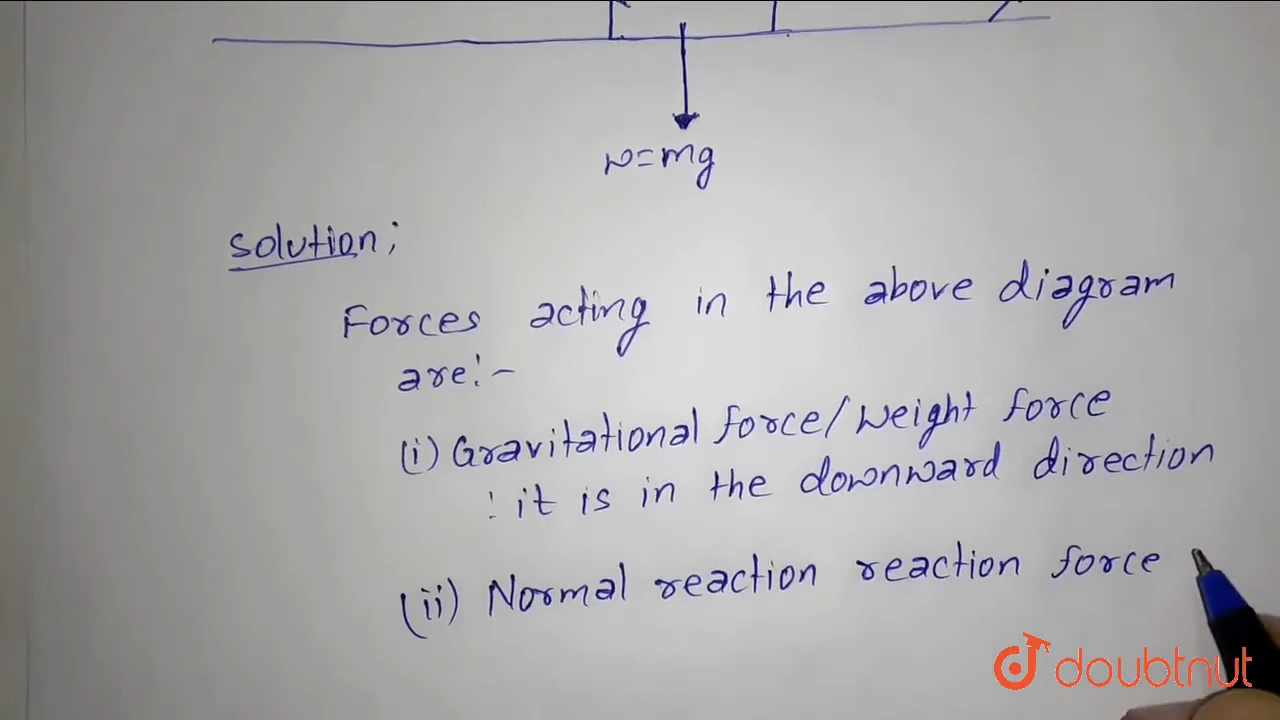 w=mg
Solution;
Forces acting in the above diagram
are:-
(i) Gravitational force/weight force
: it is in the downward direction
(ii) Normal reaction reaction force
doubtnut